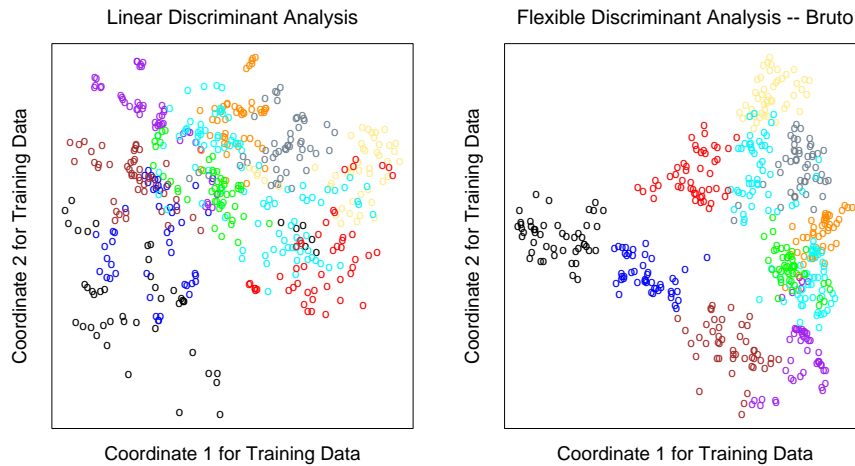 Linear Discriminant Analysis
Flexible Discriminant Analysis -- Bruto
Coordinate 2 for Training Data
Coordinate 2 for Training Data
Coordinate 1 for Training Data
Coordinate 1 for Training Data